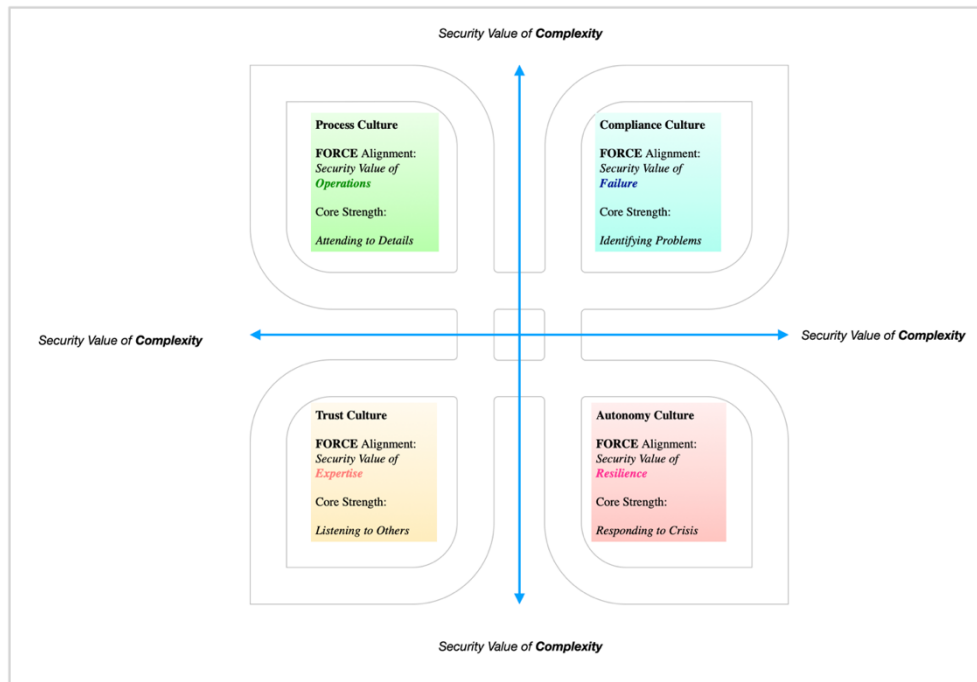 Security Value of Complexity
Process Culture
FORCE Alignment:
Security Value of
Operations
Core Strength:
Attending to Details
Compliance Culture
FORCE Alignment:
Security Value of
Failure
Core Strength:
Identifying Problems
Security Value of Complexity
Security Value of Complexity
Trust Culture
FORCE Alignment:
Security Value of
Expertise
Core Strength:
Listening to Others
Autonomy Culture
FORCE Alignment:
Security Value of
Resilience
Core Strength:
Responding to Crisis
Security Value of Complexity